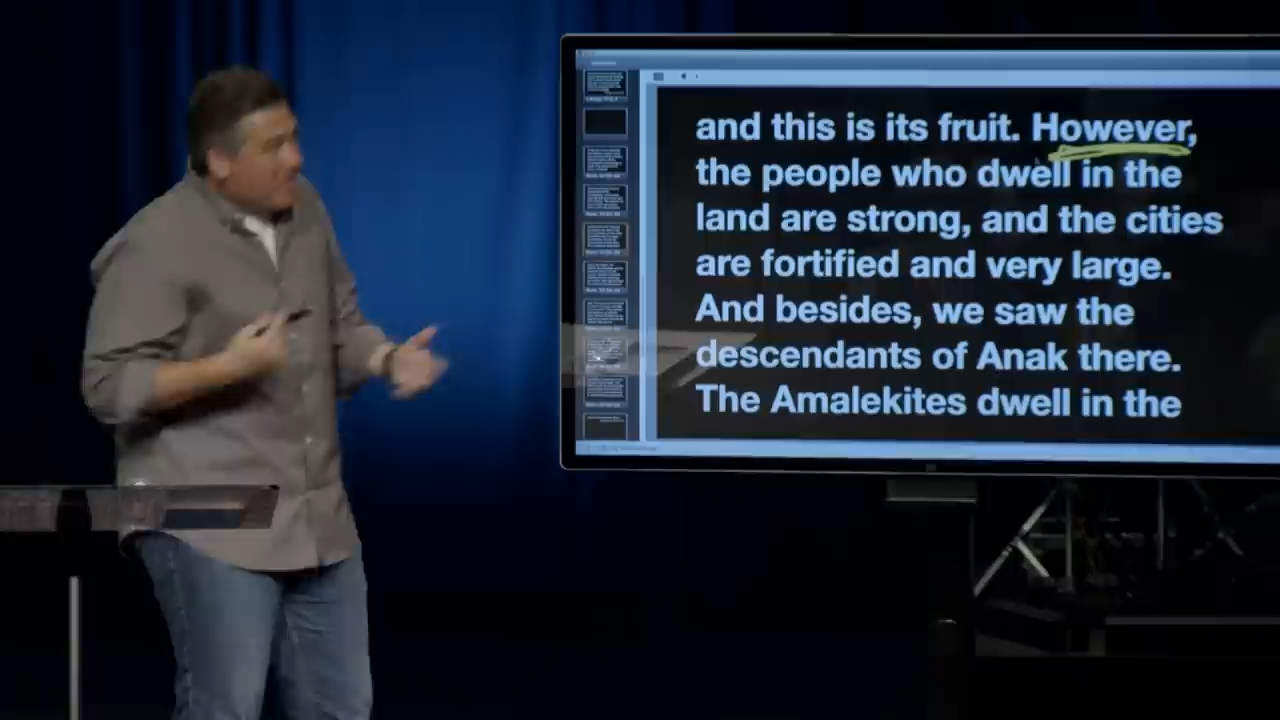 and this is its fruit. However,
the people who dwell in the
land are strong, and the cities
are fortified and very large.
And besides, we saw the
descendants of Anak there.
The Amalekites dwell in the